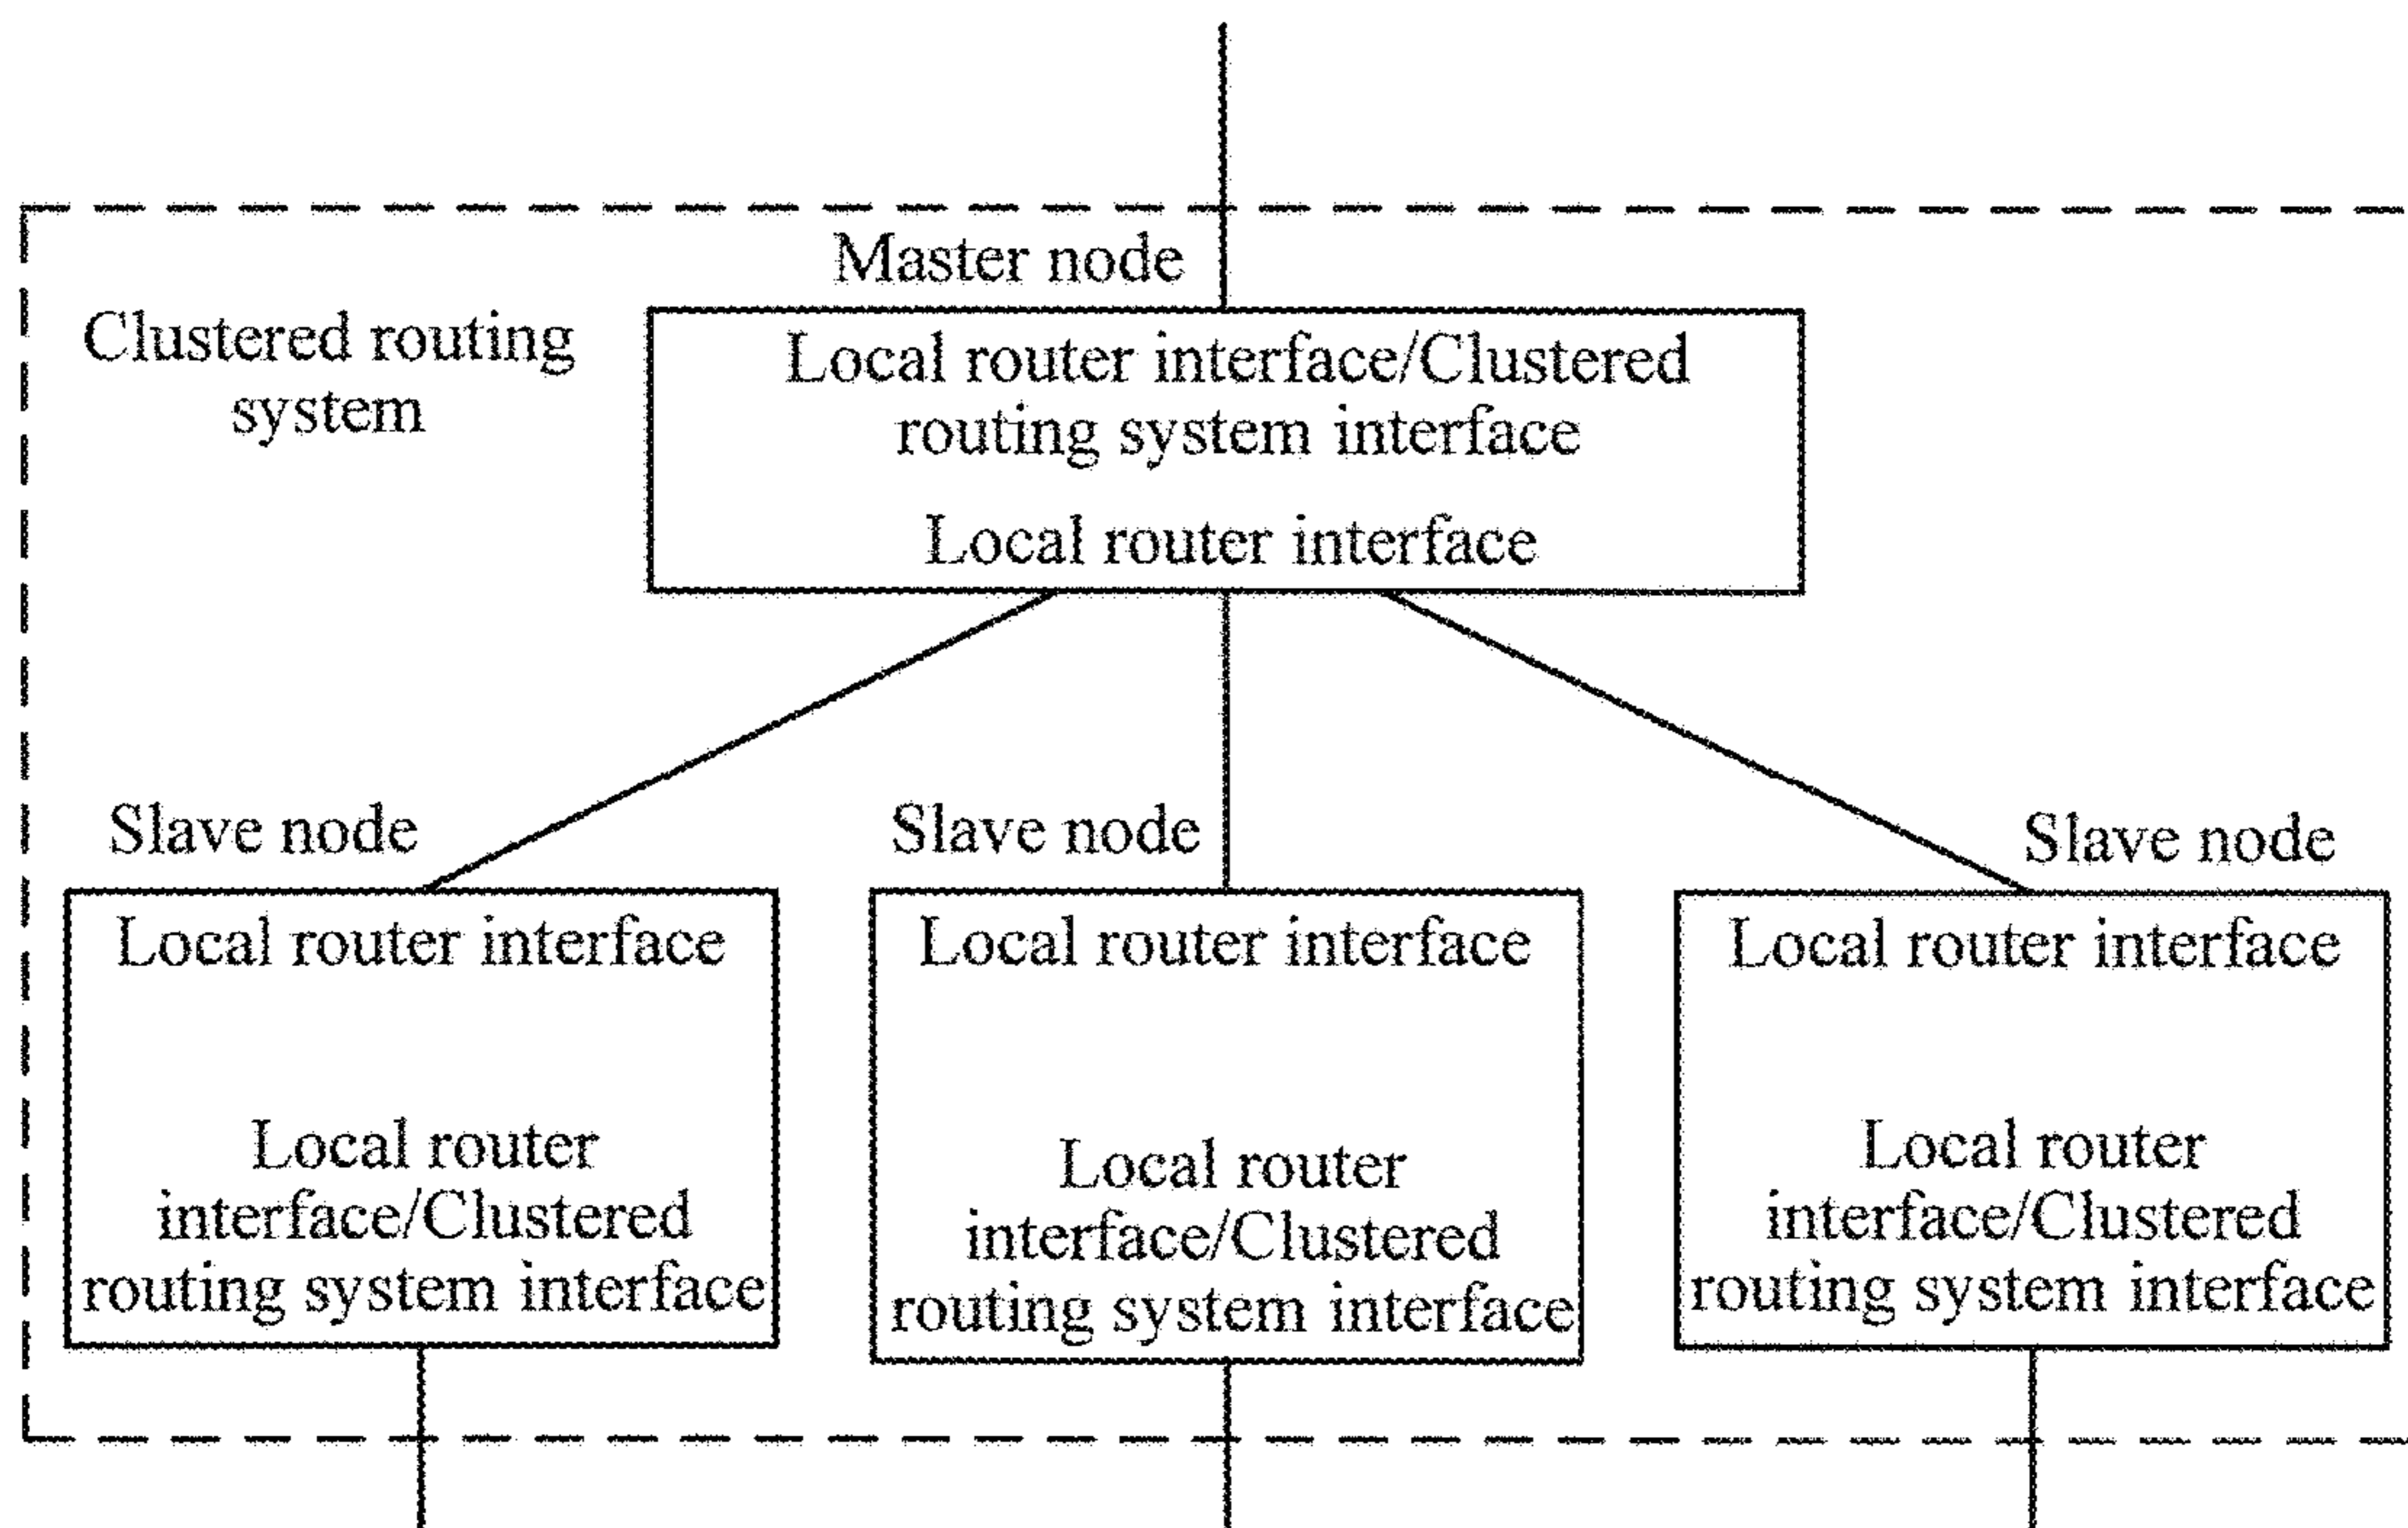 Master node
Clustered routing
system
Local router interface/Clustered
routing system interface
Local router interface
Slave node
Slave node
Slave node
Local router interface
Local router
interface/Clustered
routing system interface
Local router interface
Local router
interface/Clustered
routing system interface
Local router interface
Local router
interface/Clustered
routing system interface